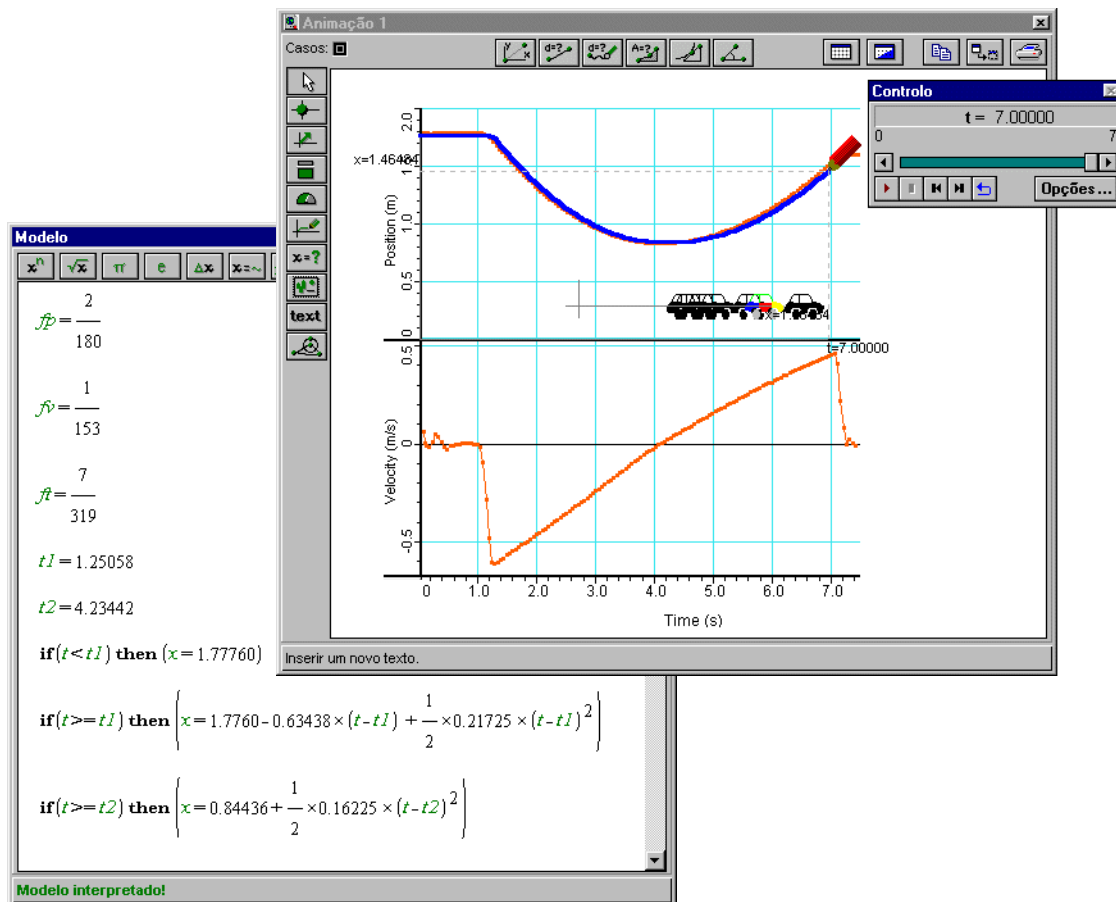 Animação 1
Casos:
y x
d=?
d=?
A=?
x=?
text
2.0
x=1.46484
1.0
Position (m)
0.5
0
t=7.00000
0.5
0
Velocity (m/s)
-0.5
0 1.0 2.0 3.0 4.0 5.0 6.0 7.0
Time (s)
Inserir um novo texto.
Controlo
t = 7.00000
0 7
Opções...
Modelo
xⁿ √x π e Δx x=~
fp = 2/180
fv = 1/153
ft = 7/319
t1 = 1.25058
t2 = 4.23442
if(t<t1) then (x = 1.77760)
if(t>=t1) then (x = 1.7760 - 0.63438 × (t-t1) + 1/2 × 0.21725 × (t-t1)²)
if(t>=t2) then (x = 0.84436 + 1/2 × 0.16225 × (t-t2)²)
Modelo interpretado!